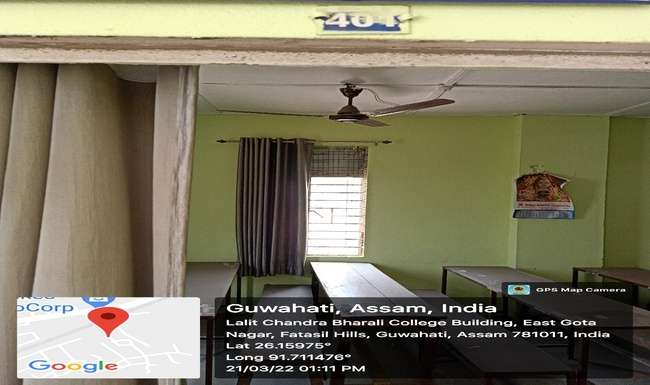 401
GPS Map Camera
oCorp
Google
Guwahati, Assam, India
Lalit Chandra Bharali College Building, East Gota
Nagar, Fatasil Hills, Guwahati, Assam 781011, India
Lat 26.15975°
Long 91.711476°
21/03/22 01:11 PM